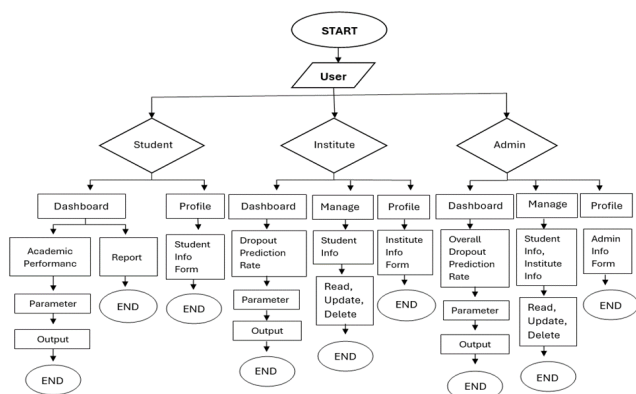 START
User
Student
Institute
Admin
Dashboard
Profile
Dashboard
Manage
Profile
Dashboard
Manage
Profile
Academic
Performanc
Report
Student
Info
Form
Dropout
Prediction
Rate
Student
Info
Institute
Info
Form
Overall
Dropout
Prediction
Rate
Student
Info,
Institute
Info
Admin
Info
Form
Parameter
END
END
Parameter
Read,
Update,
Delete
END
Parameter
Read,
Update,
Delete
END
Output
Output
Output
END
END
END
END
END
END